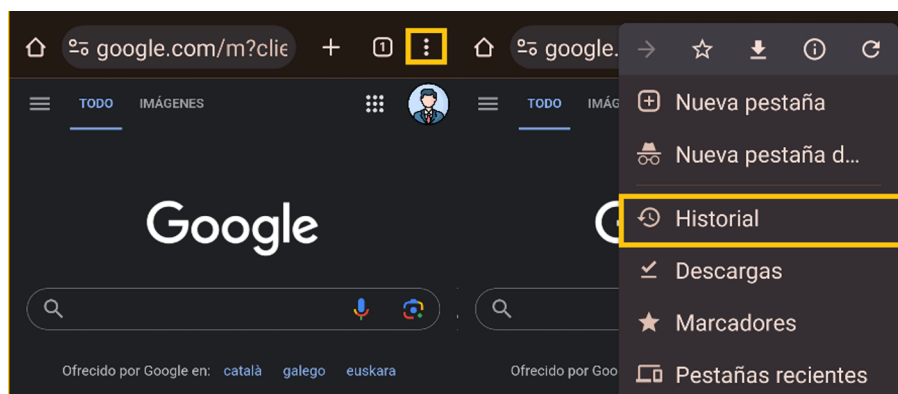 google.com/m?clie
1
TODO IMÁGENES
Google
Ofrecido por Google en: català galego euskara
google.
TODO IMÁG
G
Ofrecido por Goo
Nueva pestaña
Nueva pestaña d...
Historial
Descargas
Marcadores
Pestañas recientes